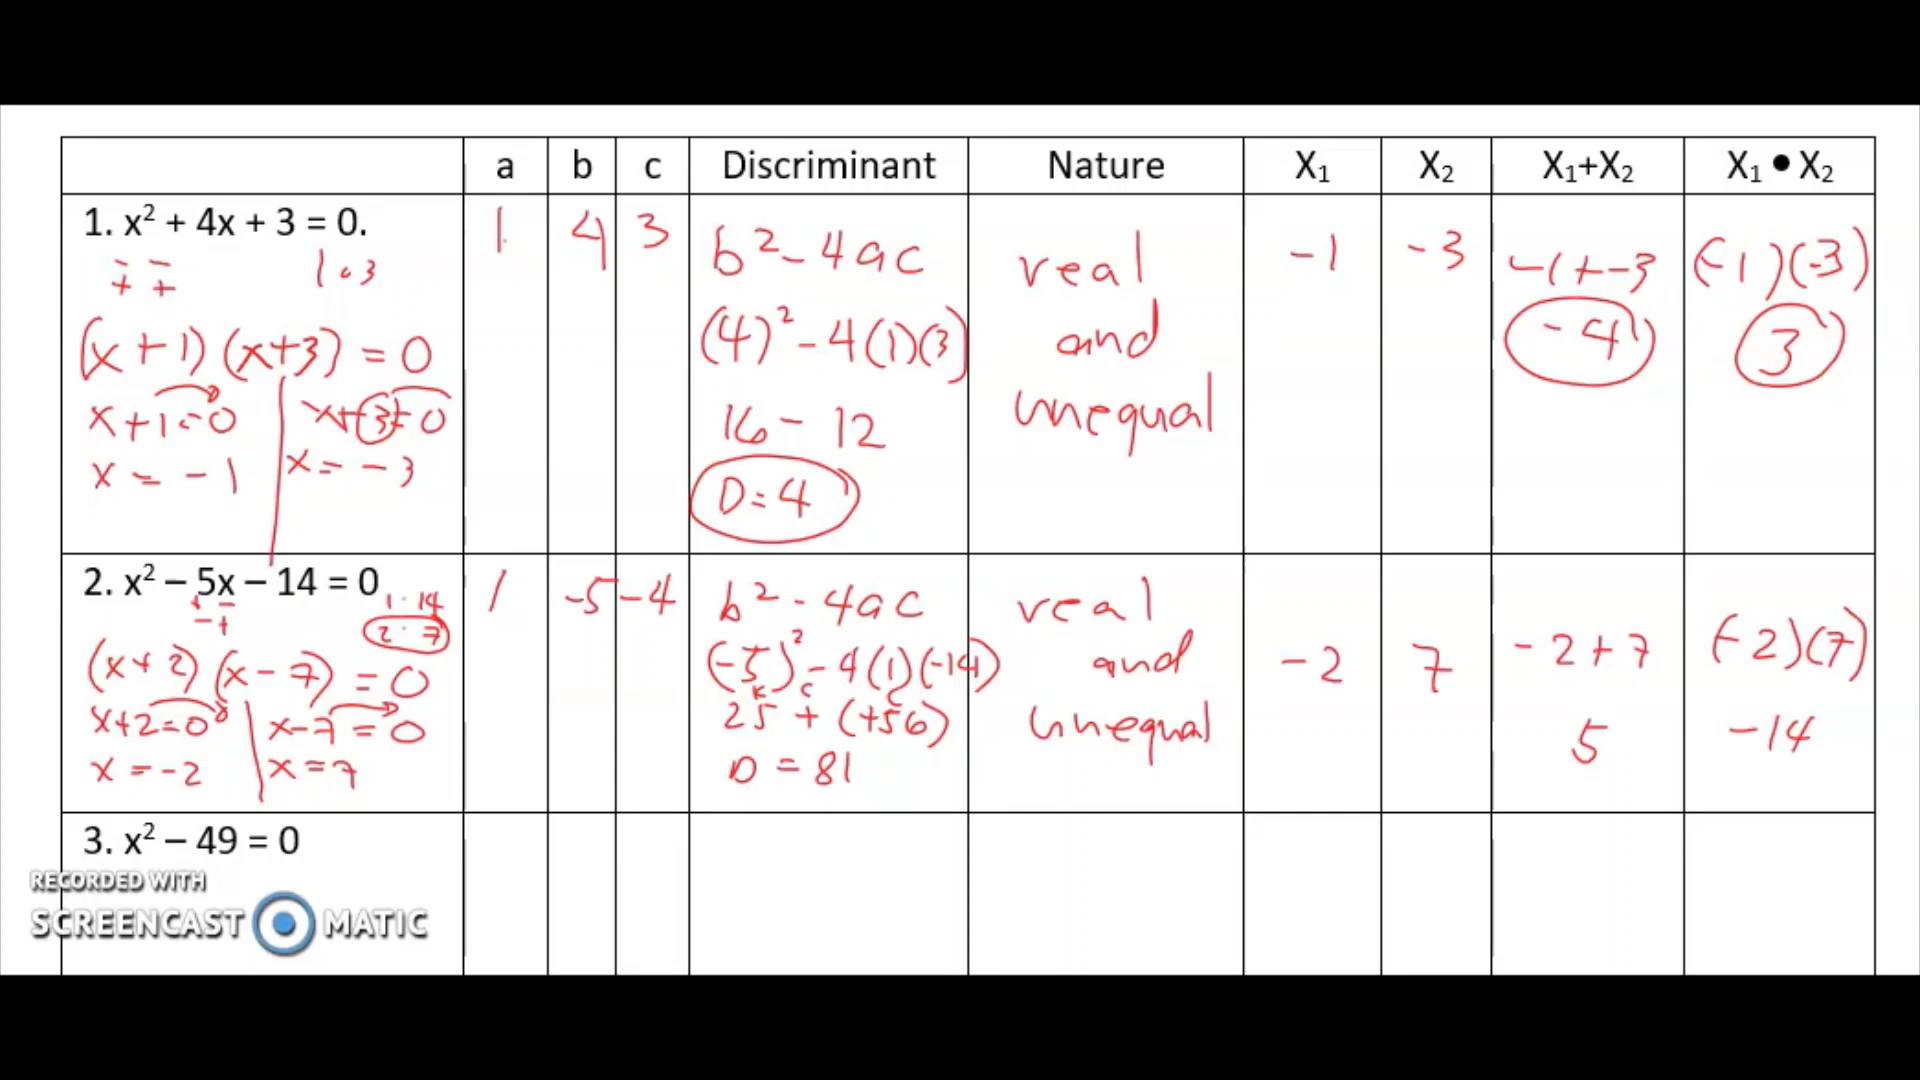 a b c Discriminant Nature X₁ X₂ X₁+X₂ X₁ • X₂
1. x² + 4x + 3 = 0.
1 · 3
(x + 1) (x + 3) = 0
x + 1 = 0 x + 3 = 0
x = - 1 x = - 3
1 4 3
b² - 4ac
(4)² - 4(1)(3)
16 - 12
D = 4
real
and
unequal
-1 -3
-1 + -3
-4
(-1)(-3)
3
2. x² – 5x – 14 = 0
1 · 14
2 · 7
(x + 2) (x - 7) = 0
x + 2 = 0 x - 7 = 0
x = -2 x = 7
1 -5 -4
b² - 4ac
(-5)² - 4(1)(-14)
K C C
25 + (+56)
D = 81
real
and
unequal
-2 7
-2 + 7
5
(-2)(7)
-14
3. x² – 49 = 0
RECORDED WITH
SCREENCAST MATIC